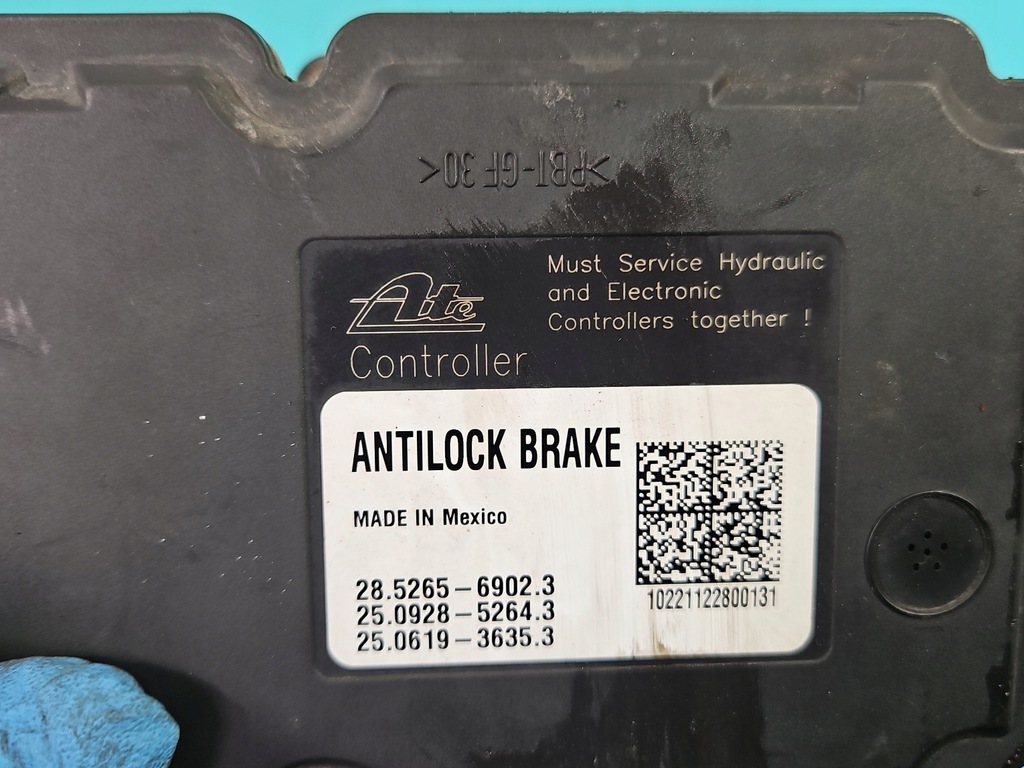 >PBT-GF 30<
Ate
Controller
Must Service Hydraulic
and Electronic
Controllers together !
ANTILOCK BRAKE
MADE IN Mexico
28.5265-6902.3
25.0928-5264.3
25.0619-3635.3
10221122800131